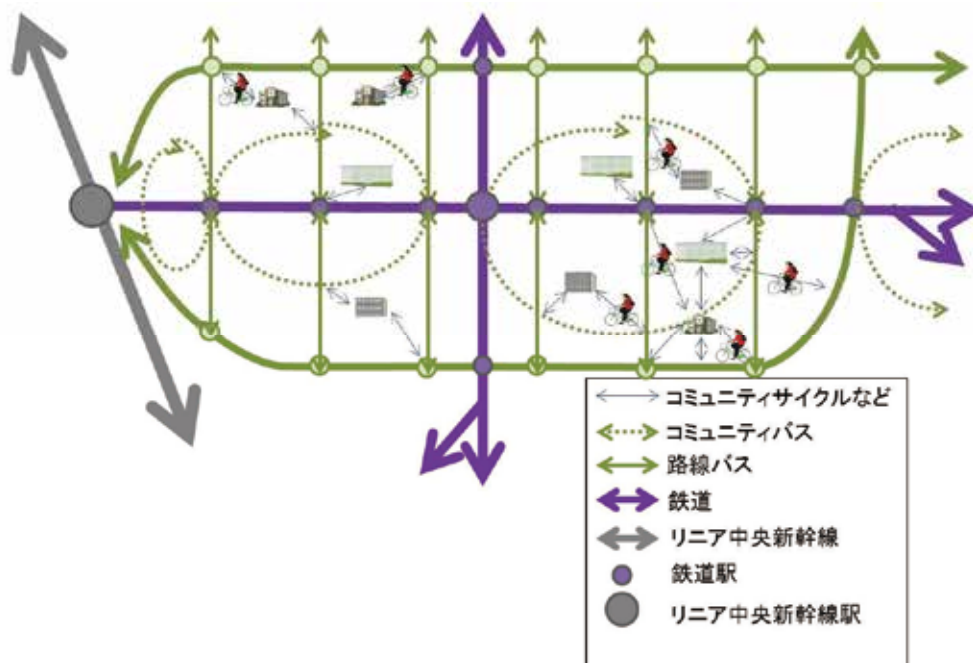 コミュニティサイクルなど
コミュニティバス
路線バス
鉄道
リニア中央新幹線
鉄道駅
リニア中央新幹線駅